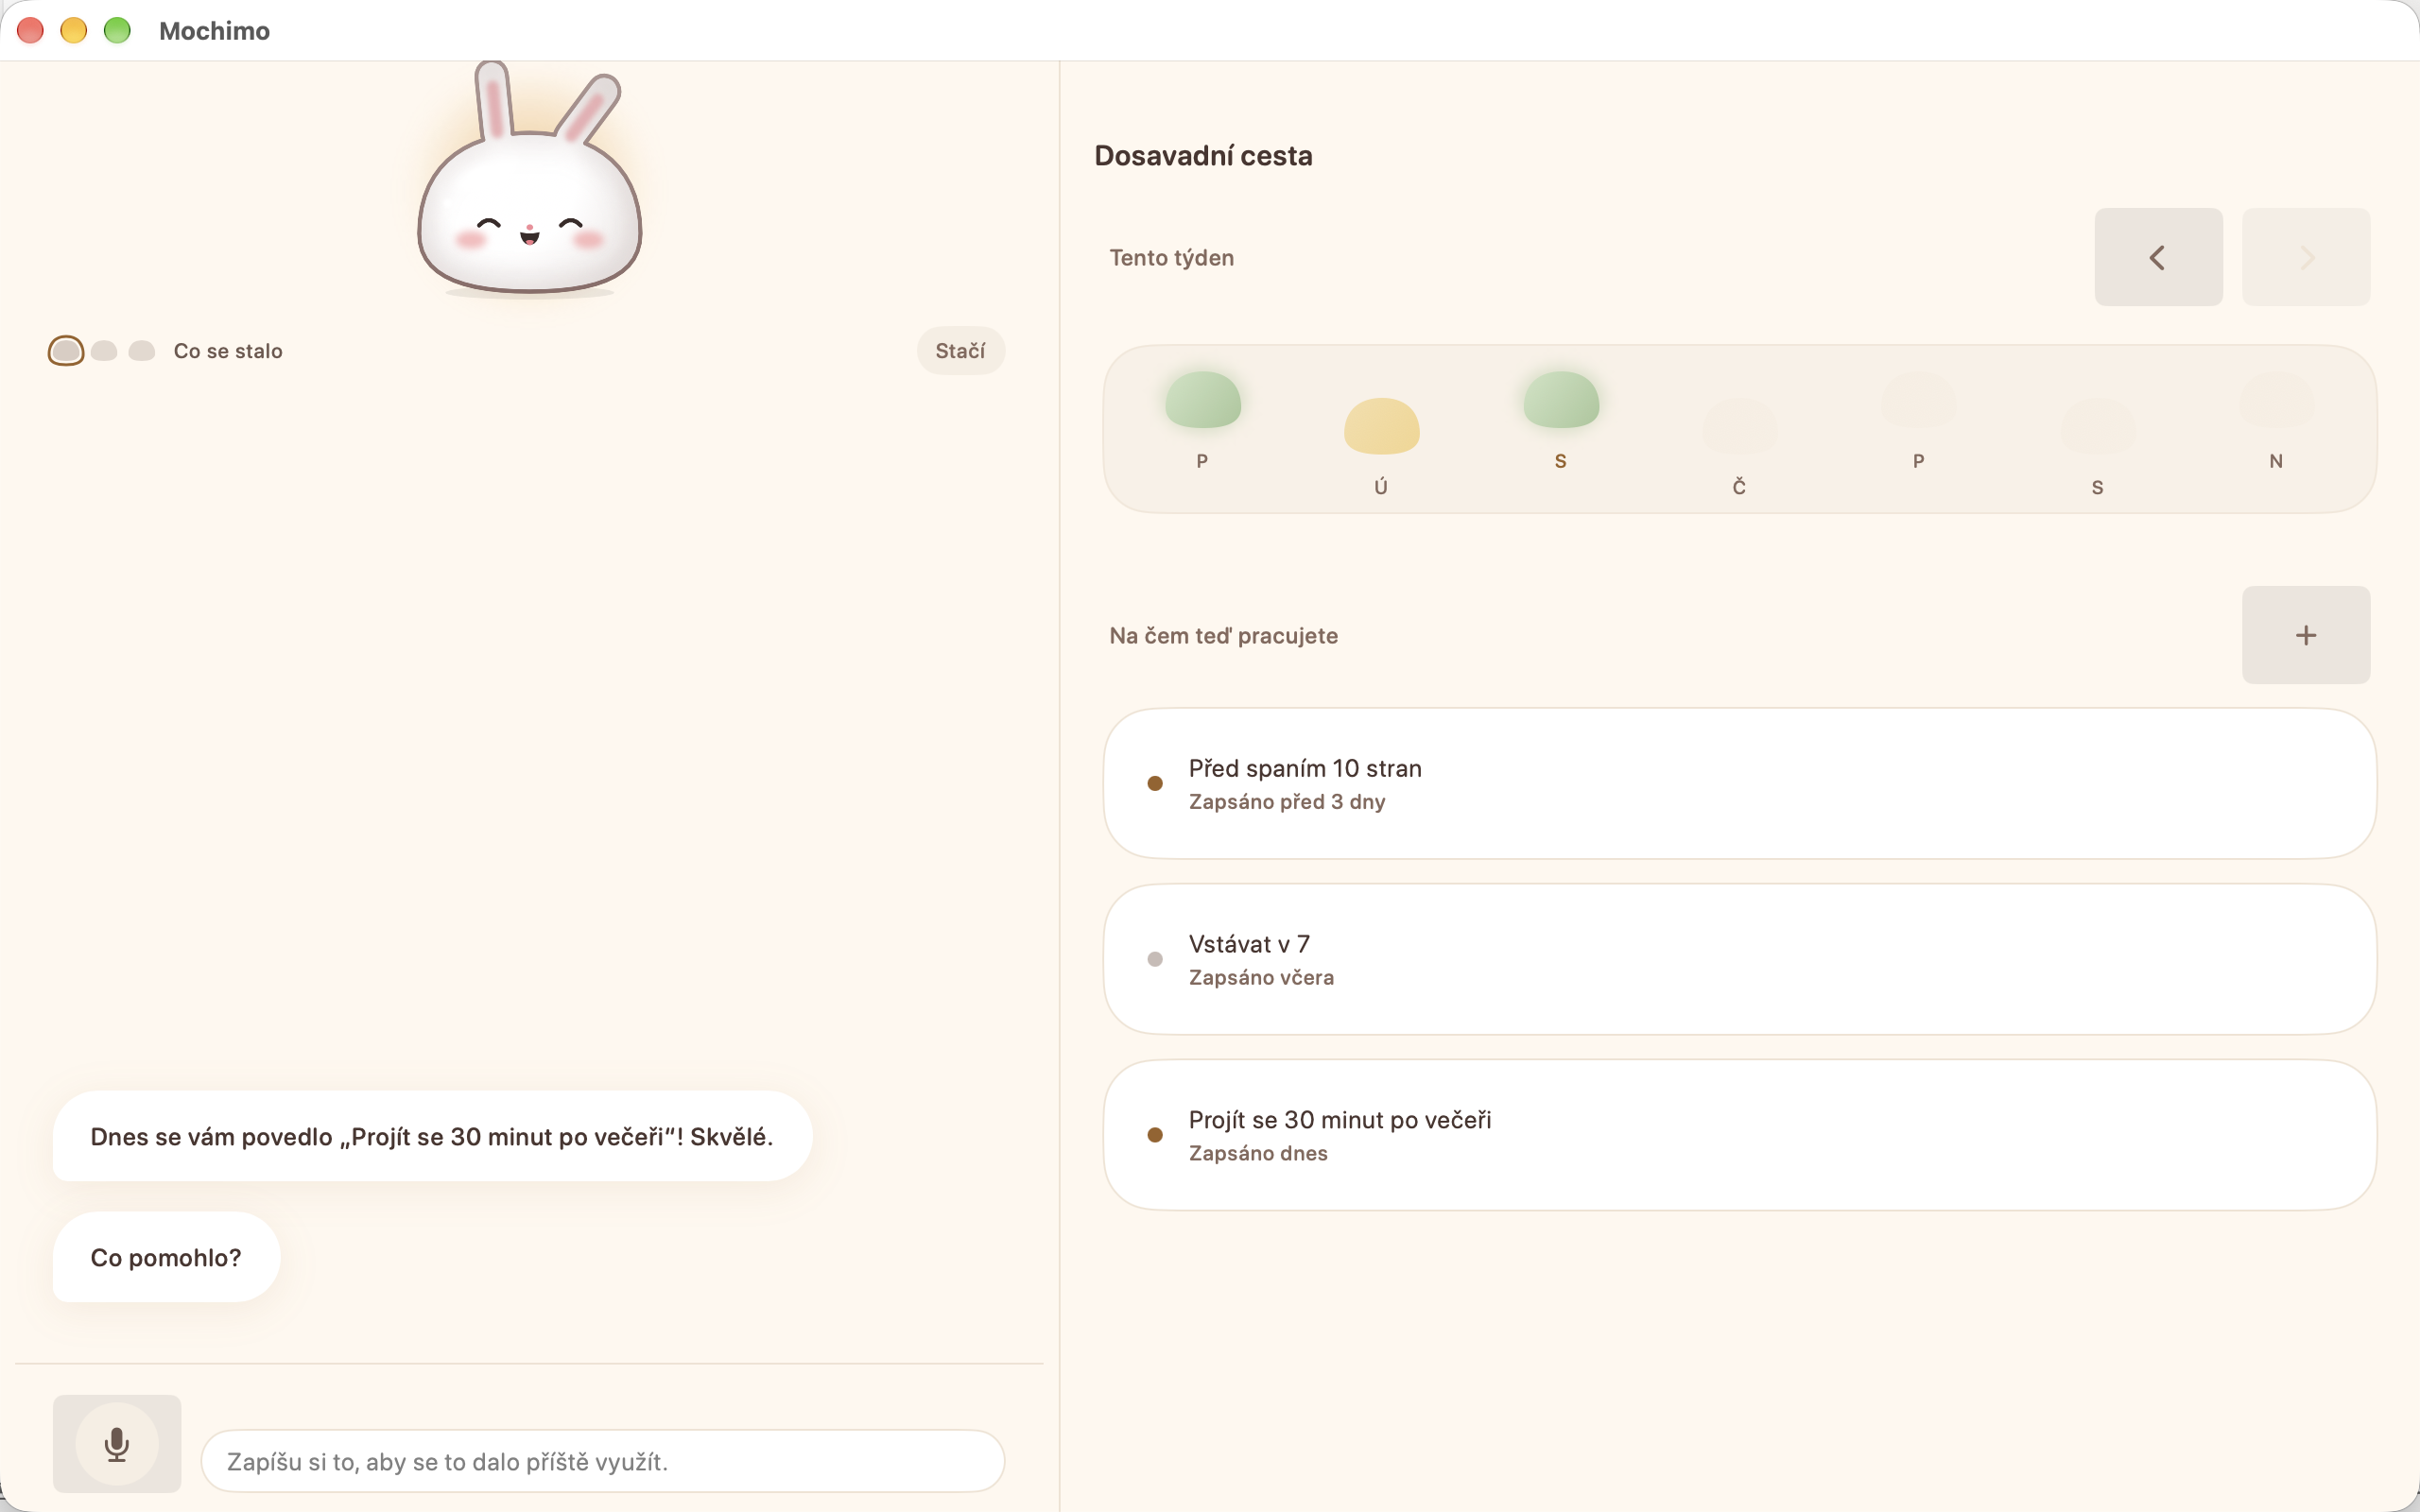 Mochimo
Co se stalo
Stačí
Dnes se vám povedlo „Projít se 30 minut po večeři“! Skvělé.
Co pomohlo?
Zapíšu si to, aby se to dalo příště využít.
Dosavadní cesta
Tento týden
P
Ú
S
Č
P
S
N
Na čem teď pracujete
Před spaním 10 stran
Zapsáno před 3 dny
Vstávat v 7
Zapsáno včera
Projít se 30 minut po večeři
Zapsáno dnes